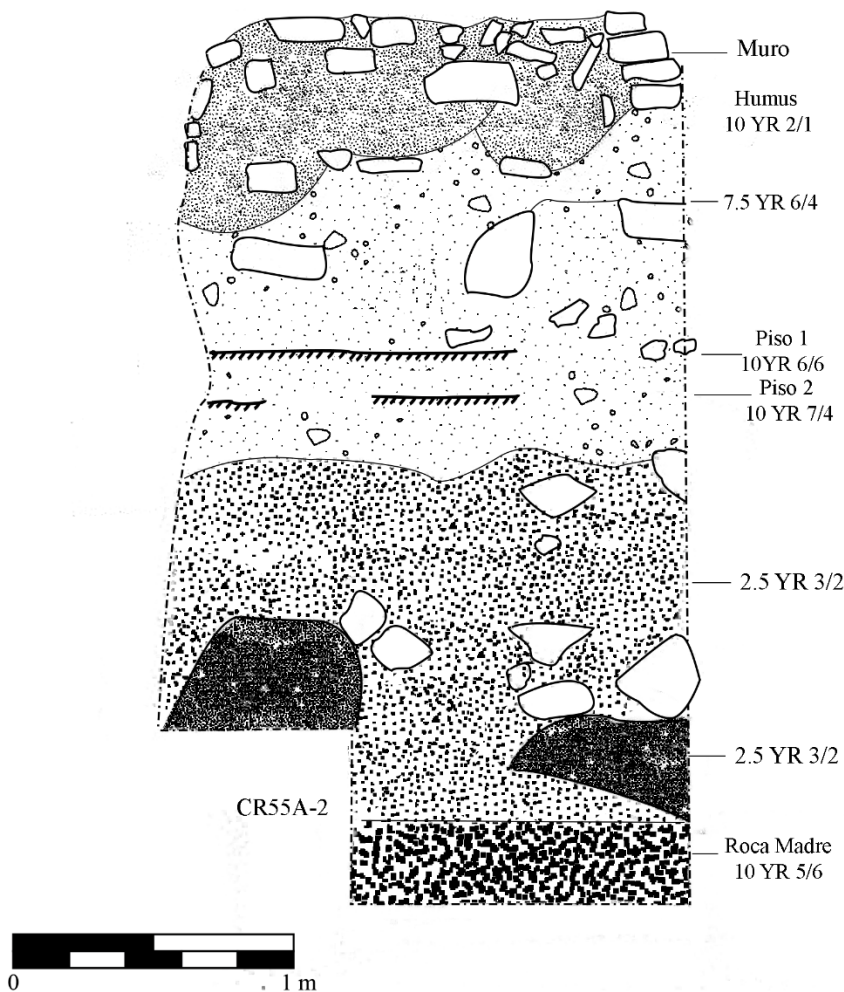 Muro
Humus
10 YR 2/1
7.5 YR 6/4
Piso 1
10YR 6/6
Piso 2
10 YR 7/4
2.5 YR 3/2
2.5 YR 3/2
CR55A-2
Roca Madre
10 YR 5/6
0 1 m